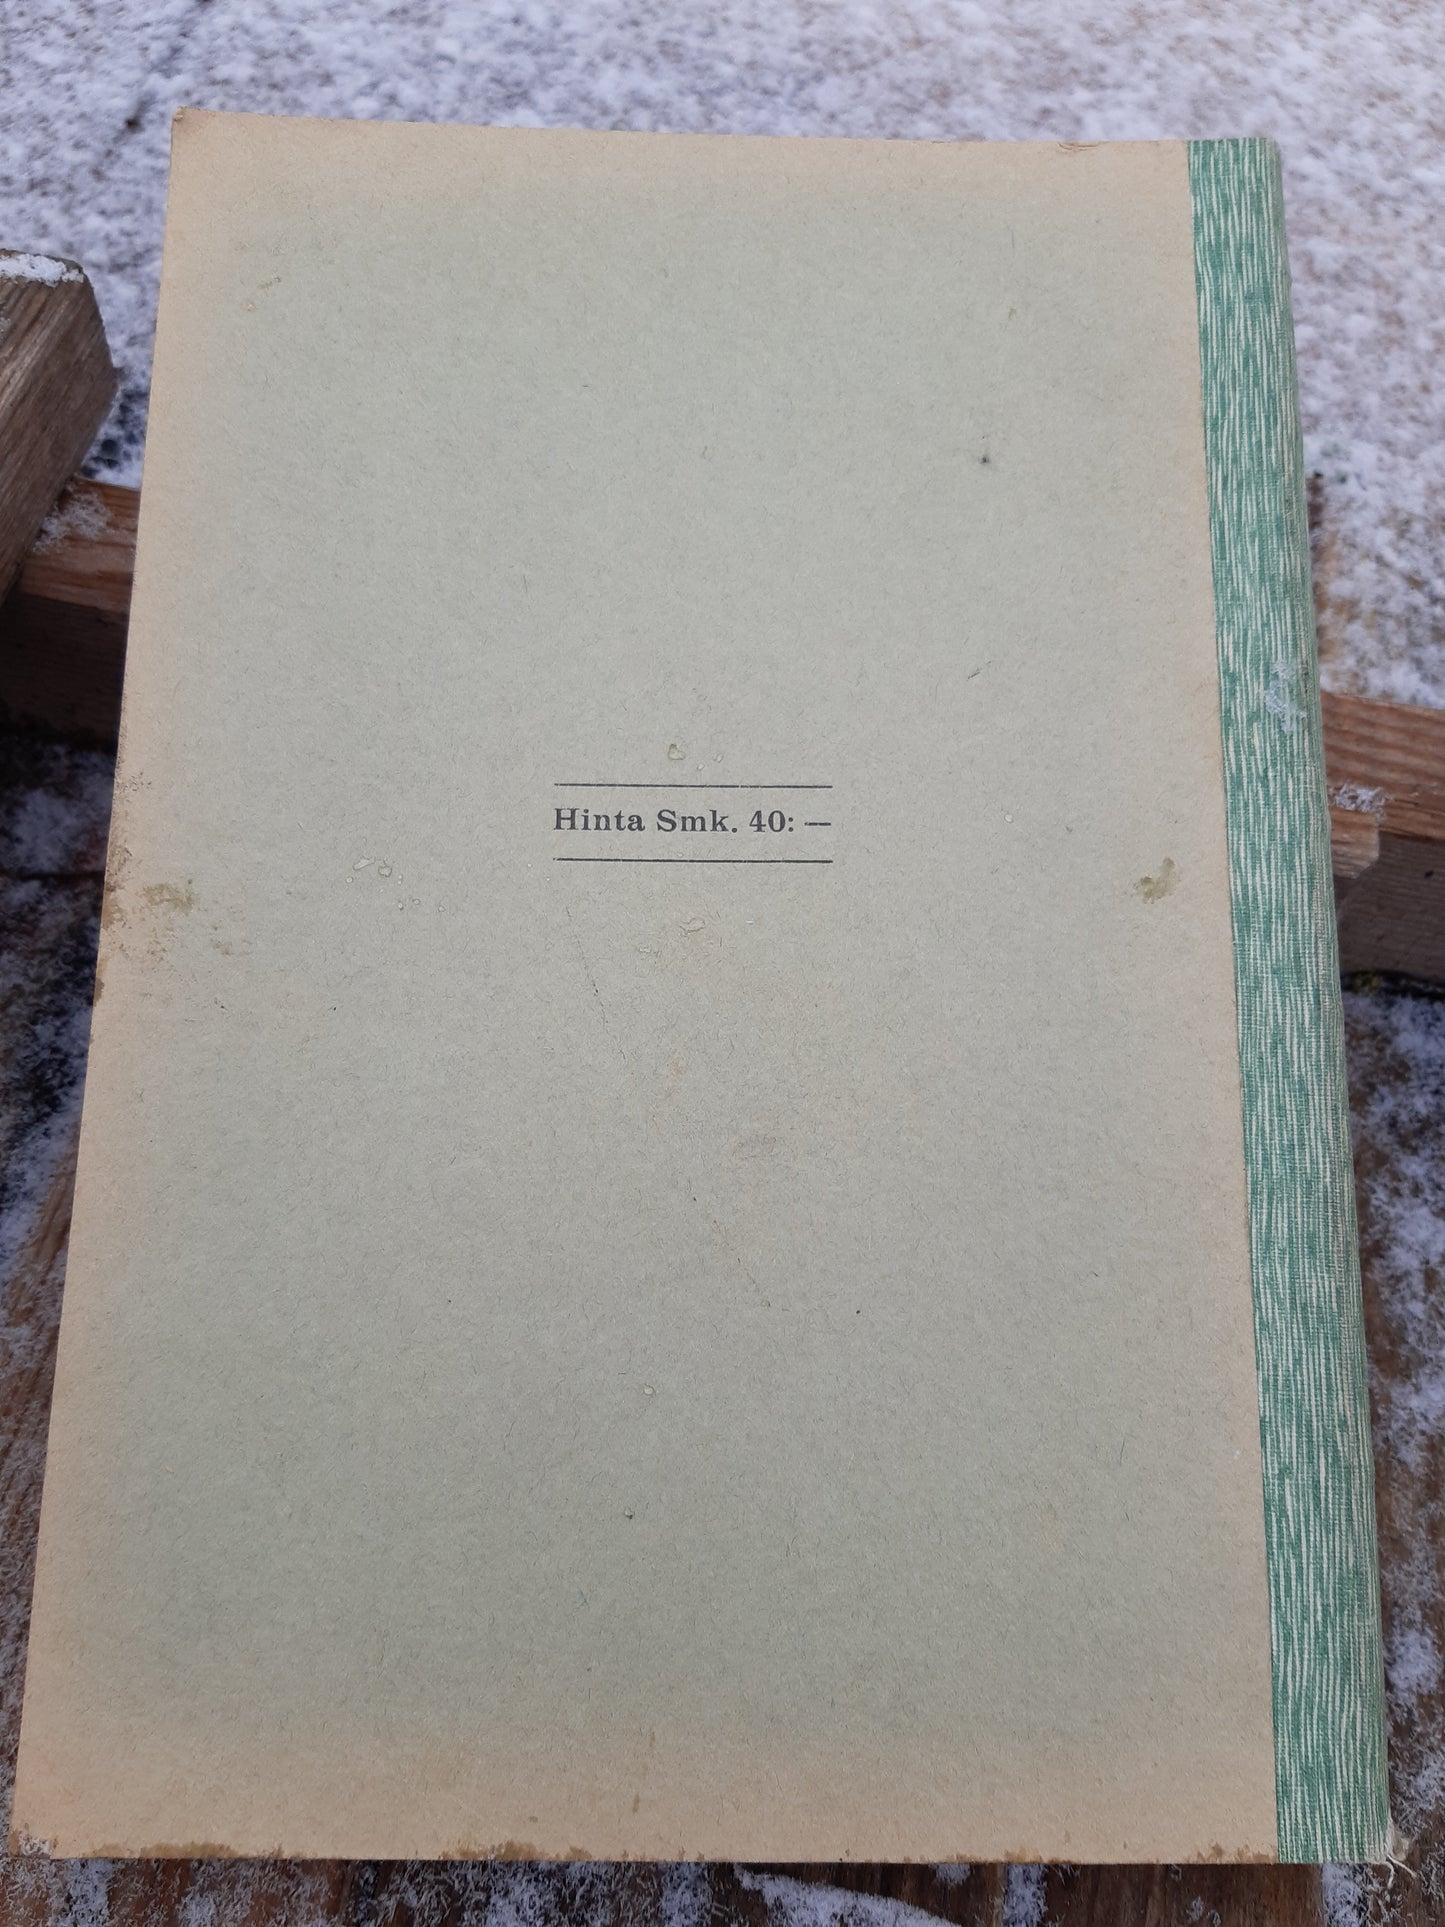 Hinta Smk. 40: —